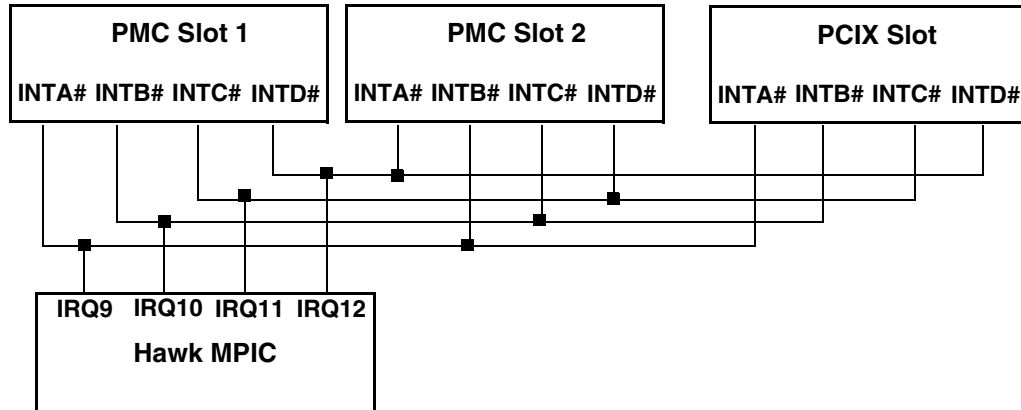 PMC Slot 1
INTA# INTB# INTC# INTD#
PMC Slot 2
INTA# INTB# INTC# INTD#
PCIX Slot
INTA# INTB# INTC# INTD#
IRQ9 IRQ10 IRQ11 IRQ12
Hawk MPIC